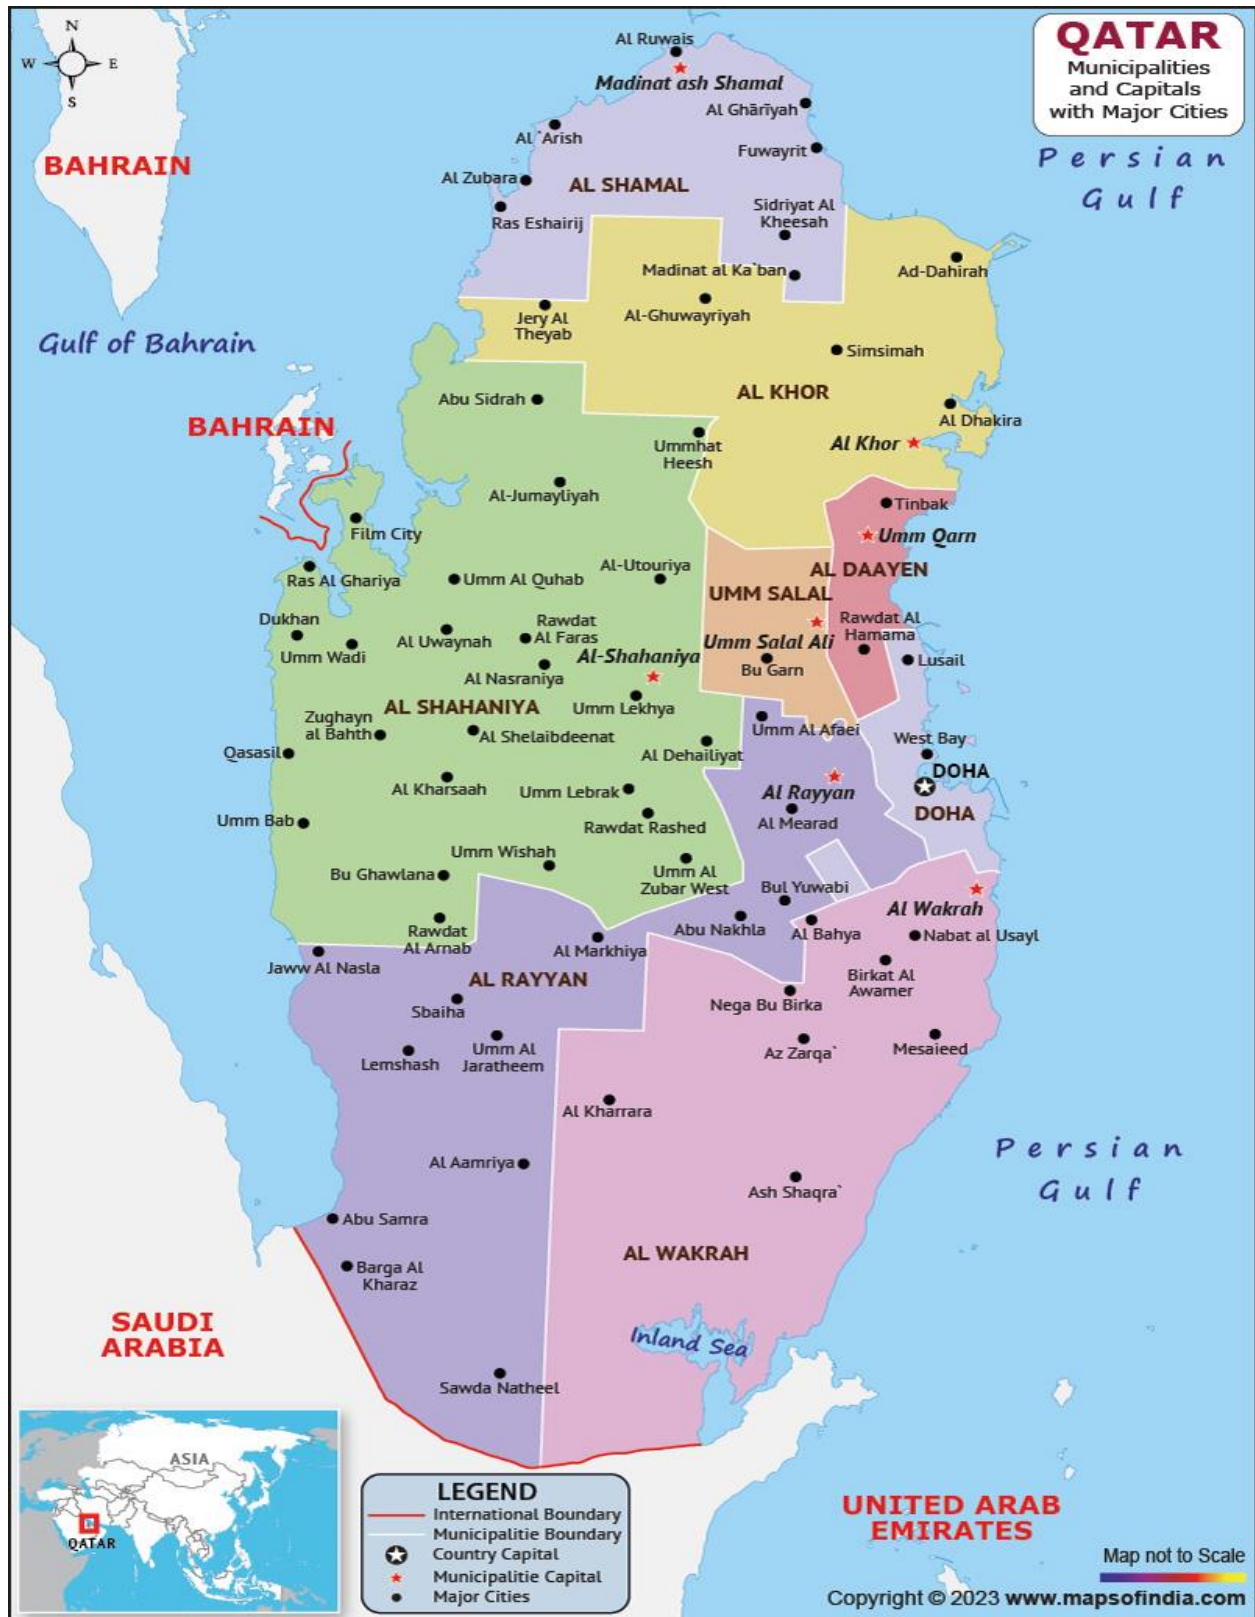 QATAR
Municipalities
and Capitals
with Major Cities
N
W
E
S
BAHRAIN
Persian
Gulf
Gulf of Bahrain
BAHRAIN
Al Ruwais
Madinat ash Shamal
Al Ghārīyah
Al `Arish
Fuwayrit
Al Zubara
AL SHAMAL
Ras Eshairij
Sidriyat Al
Kheesah
Madinat al Ka`ban
Ad-Dahirah
Jery Al
Theyab
Al-Ghuwayriyah
Simsimah
AL KHOR
Abu Sidrah
Al Dhakira
Ummhat
Heesh
Al Khor
Al-Jumayliyah
Tinbak
Film City
Umm Qarn
Ras Al Ghariya
Umm Al Quhab
Al-Utouriya
AL DAAYEN
UMM SALAL
Dukhan
Umm Wadi
Al Uwaynah
Rawdat
Al Faras
Al-Shahaniya
Umm Salal Ali
Rawdat Al
Hamama
Bu Garn
Lusail
Al Nasraniya
AL SHAHANIYA
Umm Lekhya
Zughayn
al Bahth
Al Shelaibdeenat
Umm Al Afaei
Qasasil
Al Dehailiyat
West Bay
DOHA
Al Kharsaah
Umm Lebrak
Al Rayyan
DOHA
Umm Bab
Rawdat Rashed
Al Mearad
Umm Wishah
Bu Ghawlana
Umm Al
Zubar West
Bul Yuwabi
Al Wakrah
Rawdat
Al Arnab
Al Markhiya
Abu Nakhla
Al Bahya
Nabat al Usayl
Jaww Al Nasla
AL RAYYAN
Birkat Al
Awamer
Sbaiha
Nega Bu Birka
Lemshash
Umm Al
Jaratheem
Az Zarqa`
Mesaieed
Al Kharrara
Persian
Gulf
Al Aamriya
Ash Shaqra`
Abu Samra
AL WAKRAH
Barga Al
Kharaz
SAUDI
ARABIA
Inland Sea
Sawda Natheel
ASIA
QATAR
LEGEND
International Boundary
Municipalitie Boundary
Country Capital
Municipalitie Capital
Major Cities
UNITED ARAB
EMIRATES
Map not to Scale
Copyright © 2023 www.mapsofindia.com